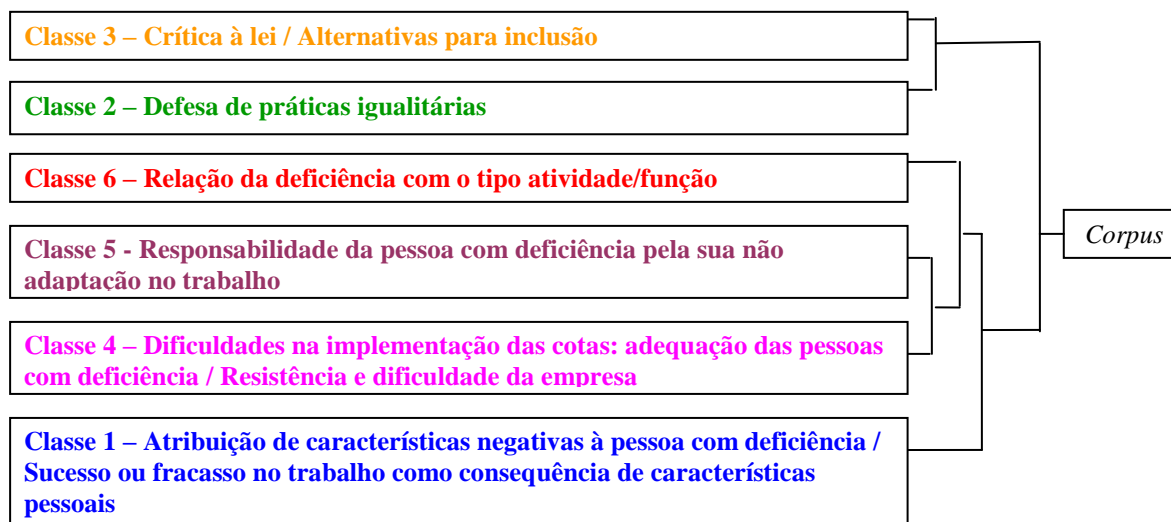 Classe 3 – Crítica à lei / Alternativas para inclusão
Classe 2 – Defesa de práticas igualitárias
Classe 6 – Relação da deficiência com o tipo atividade/função
Classe 5 - Responsabilidade da pessoa com deficiência pela sua não
adaptação no trabalho
Corpus
Classe 4 – Dificuldades na implementação das cotas: adequação das pessoas
com deficiência / Resistência e dificuldade da empresa
Classe 1 – Atribuição de características negativas à pessoa com deficiência /
Sucesso ou fracasso no trabalho como consequência de características
pessoais